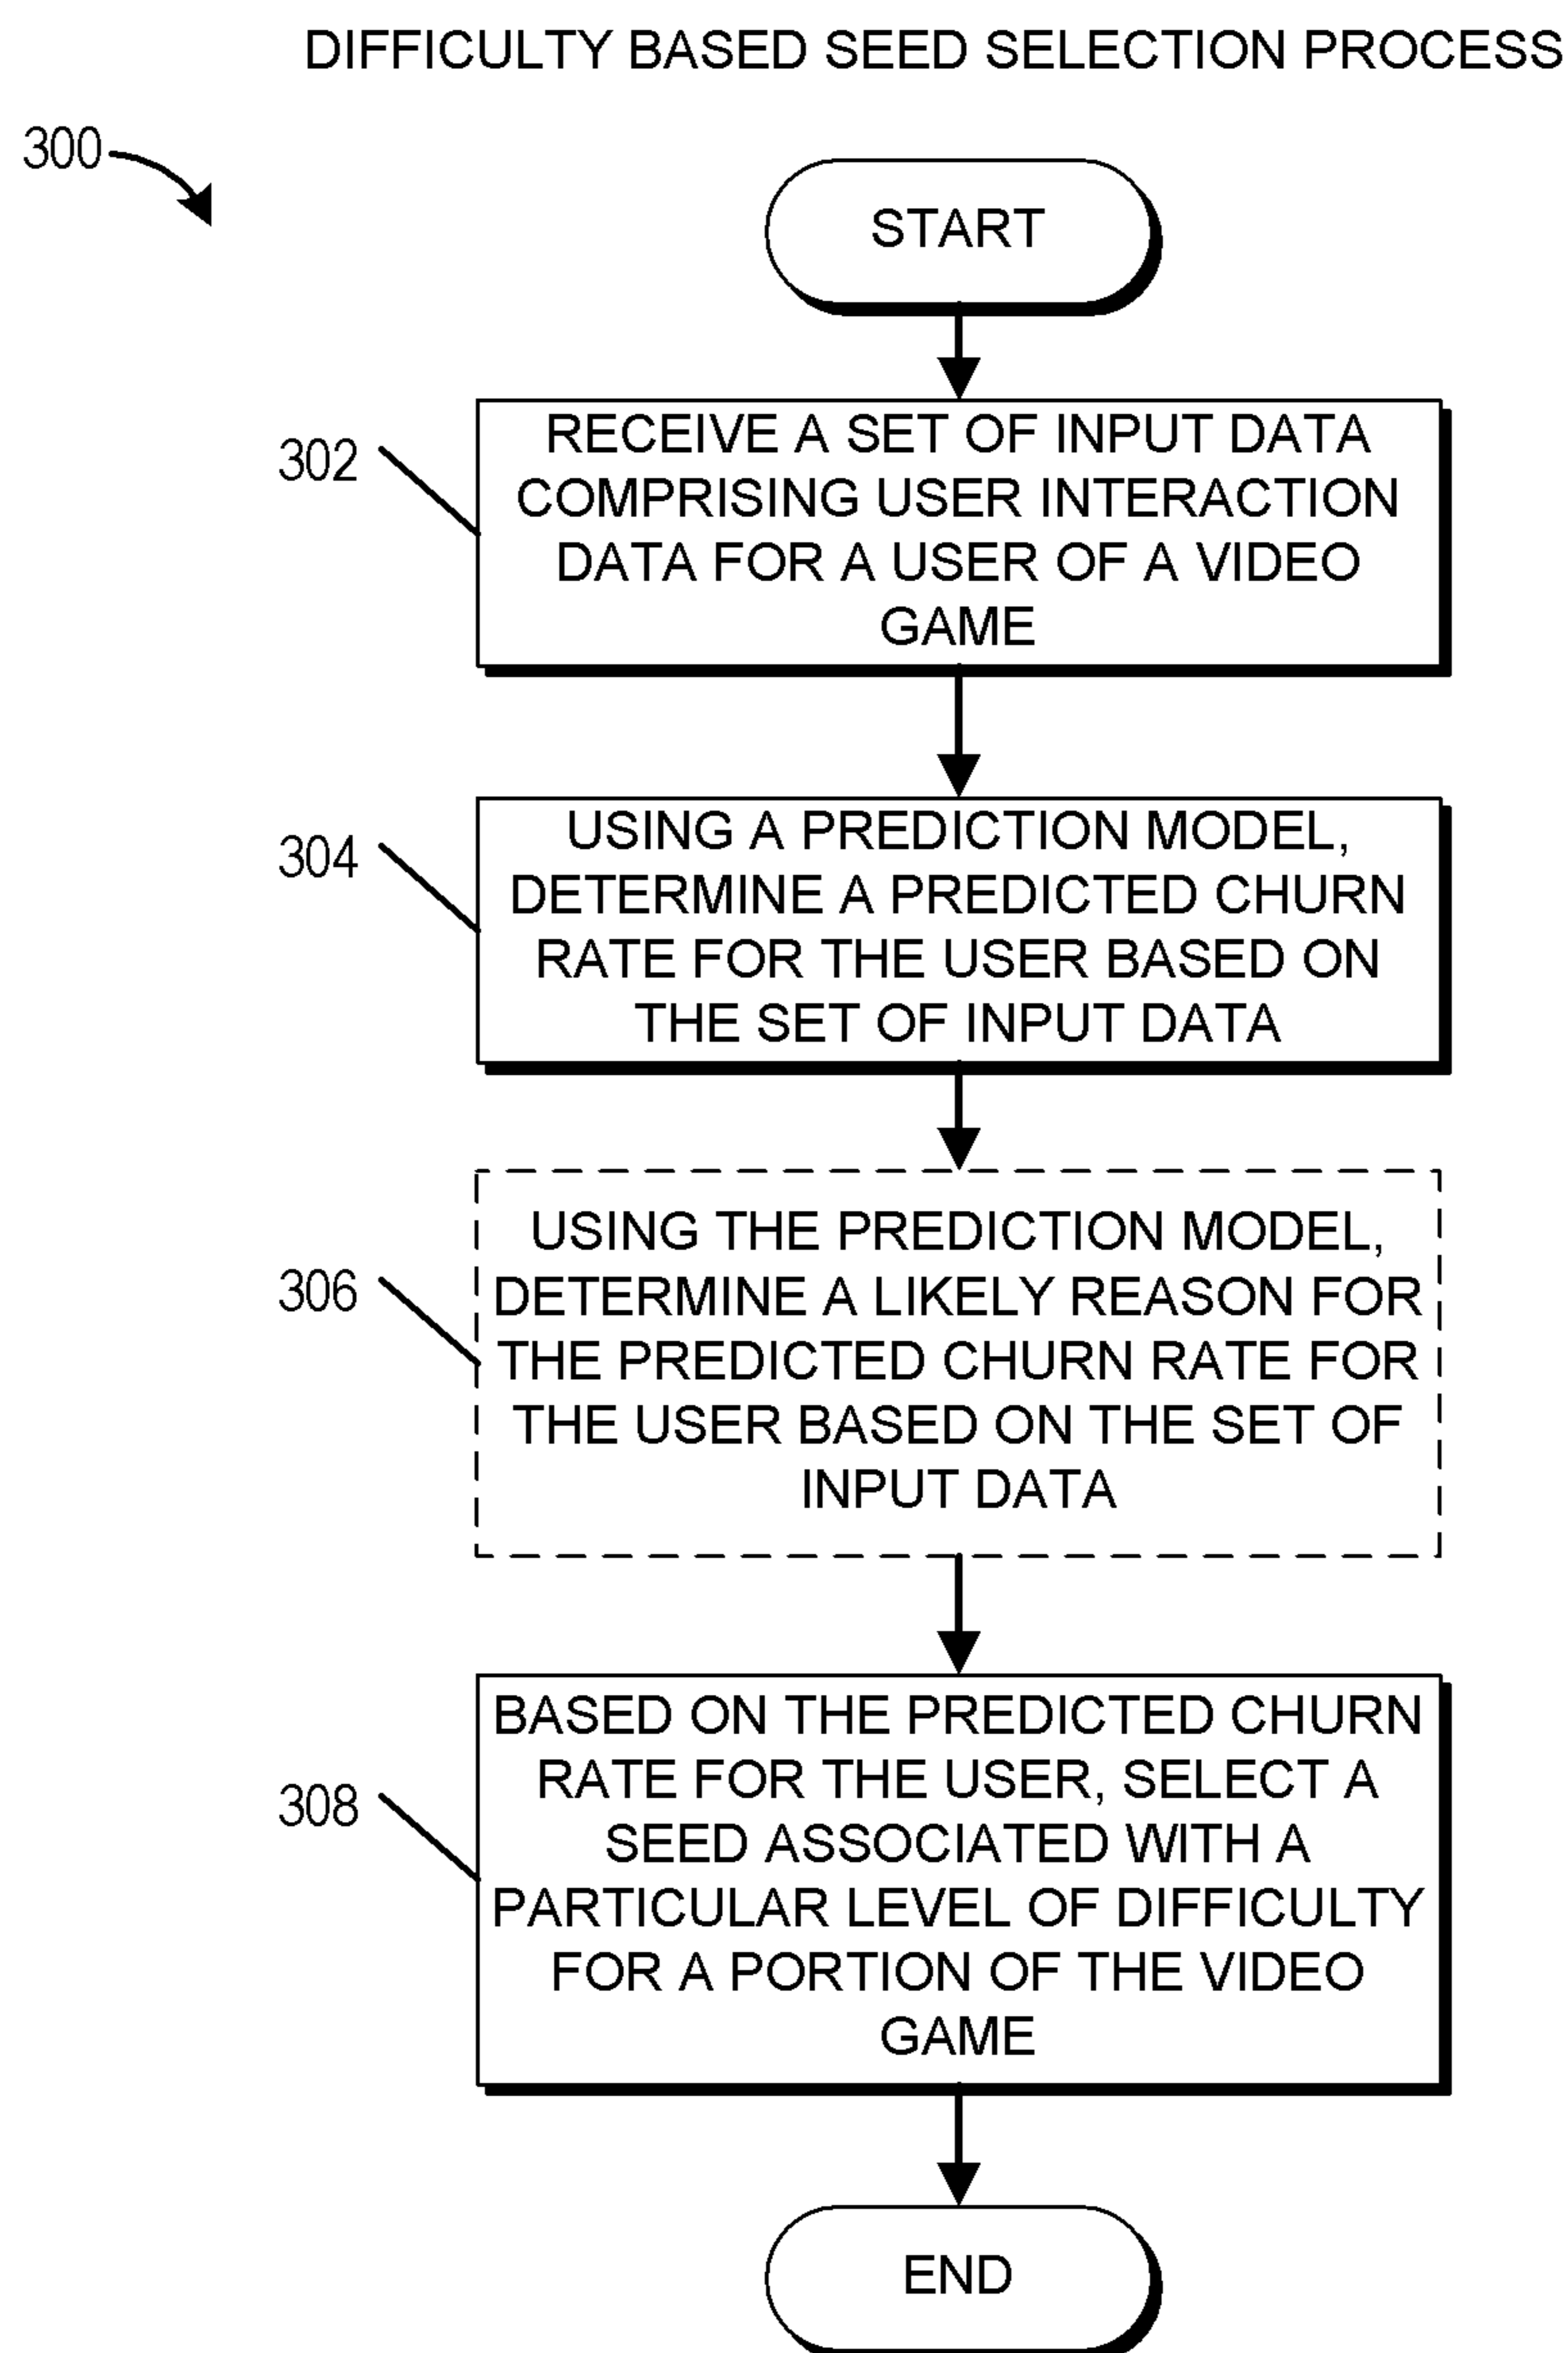 DIFFICULTY BASED SEED SELECTION PROCESS
300
START
302
RECEIVE A SET OF INPUT DATA
COMPRISING USER INTERACTION
DATA FOR A USER OF A VIDEO
GAME
304
USING A PREDICTION MODEL,
DETERMINE A PREDICTED CHURN
RATE FOR THE USER BASED ON
THE SET OF INPUT DATA
306
USING THE PREDICTION MODEL,
DETERMINE A LIKELY REASON FOR
THE PREDICTED CHURN RATE FOR
THE USER BASED ON THE SET OF
INPUT DATA
308
BASED ON THE PREDICTED CHURN
RATE FOR THE USER, SELECT A
SEED ASSOCIATED WITH A
PARTICULAR LEVEL OF DIFFICULTY
FOR A PORTION OF THE VIDEO
GAME
END